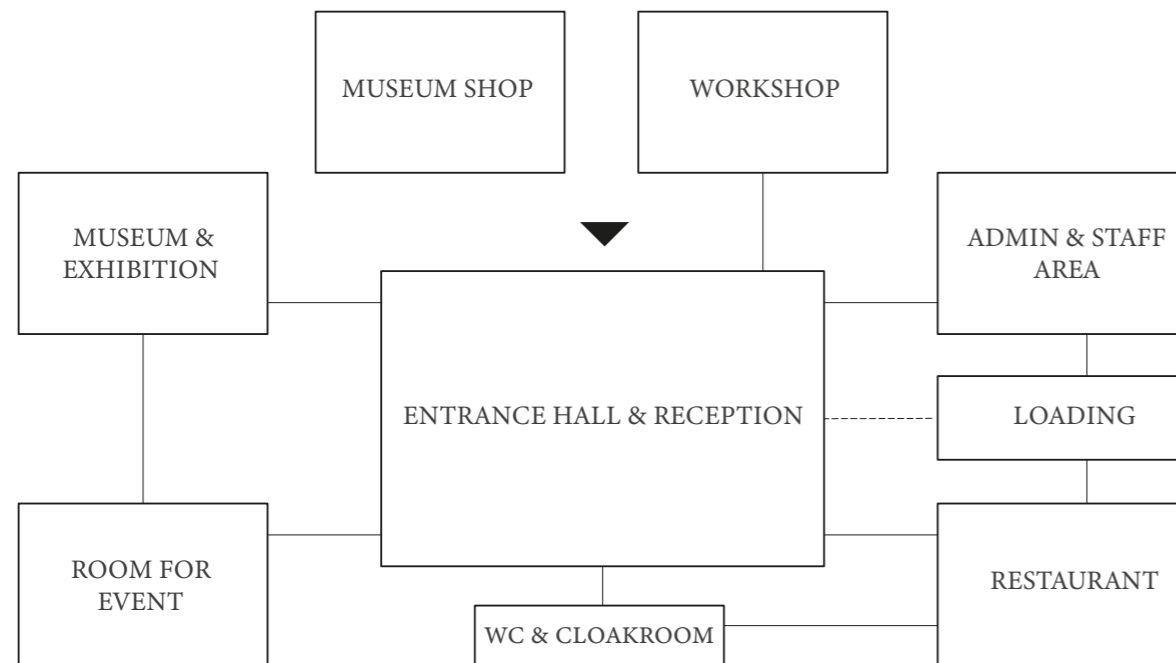 MUSEUM SHOP
WORKSHOP
MUSEUM &
EXHIBITION
ADMIN & STAFF
AREA
ENTRANCE HALL & RECEPTION
LOADING
ROOM FOR
EVENT
RESTAURANT
WC & CLOAKROOM